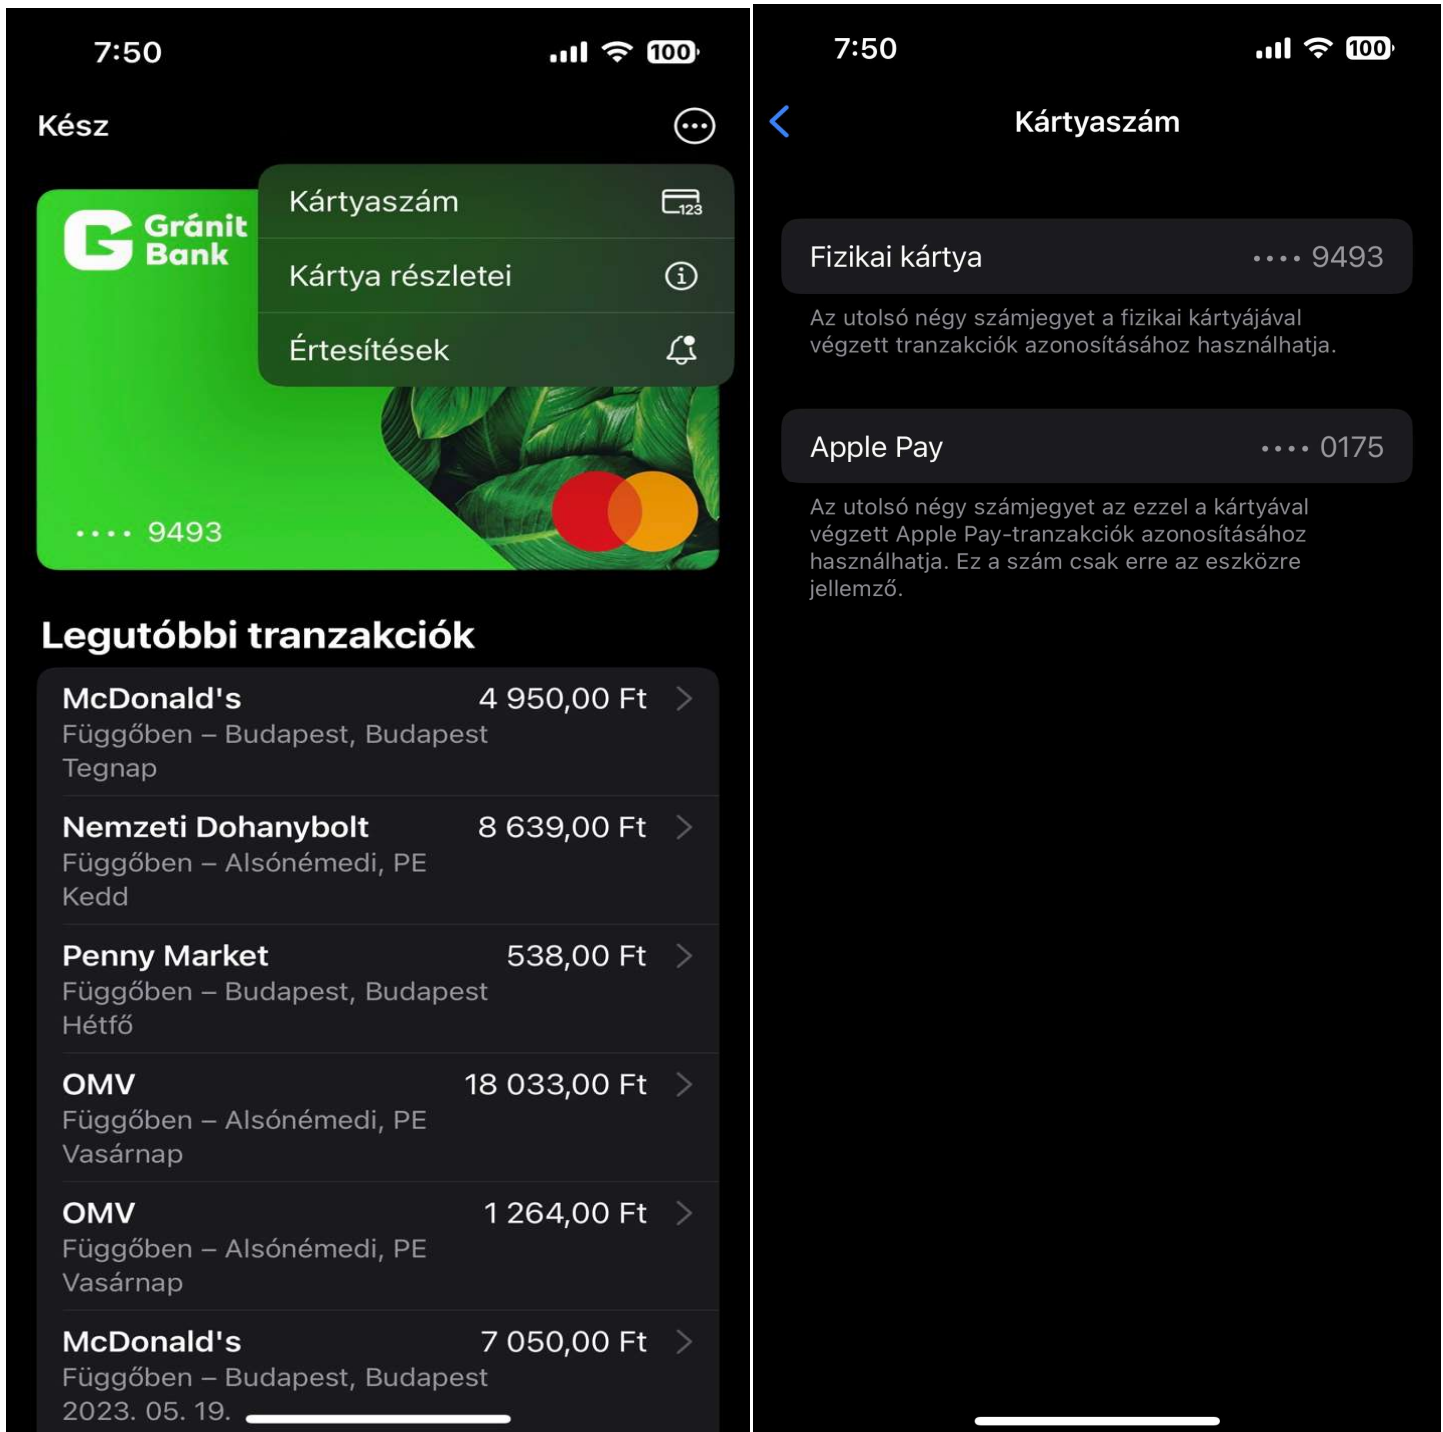 7:50
100
Kész
Gránit
Bank
Kártyaszám
123
Kártya részletei
Értesítések
•••• 9493
Legutóbbi tranzakciók
McDonald's 4 950,00 Ft
Függőben – Budapest, Budapest
Tegnap
Nemzeti Dohanybolt 8 639,00 Ft
Függőben – Alsónémedi, PE
Kedd
Penny Market 538,00 Ft
Függőben – Budapest, Budapest
Hétfő
OMV 18 033,00 Ft
Függőben – Alsónémedi, PE
Vasárnap
OMV 1 264,00 Ft
Függőben – Alsónémedi, PE
Vasárnap
McDonald's 7 050,00 Ft
Függőben – Budapest, Budapest
2023. 05. 19.
7:50
100
Kártyaszám
Fizikai kártya •••• 9493
Az utolsó négy számjegyet a fizikai kártyájával
végzett tranzakciók azonosításához használhatja.
Apple Pay •••• 0175
Az utolsó négy számjegyet az ezzel a kártyával
végzett Apple Pay-tranzakciók azonosításához
használhatja. Ez a szám csak erre az eszközre
jellemző.